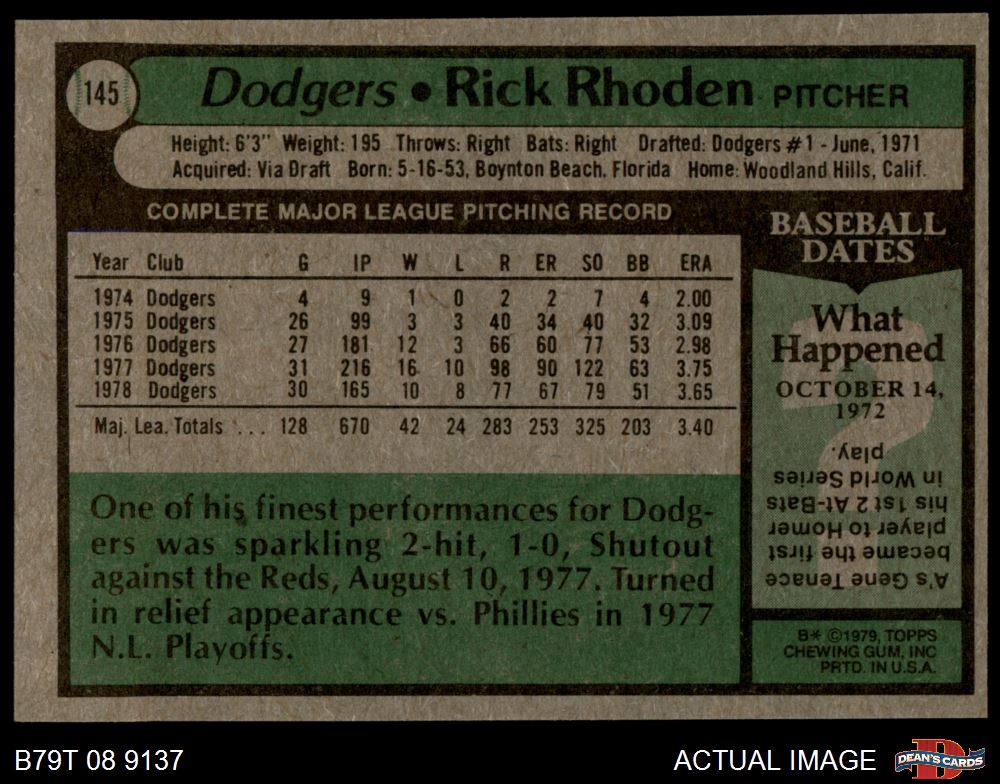 145
Dodgers • Rick Rhoden PITCHER
Height: 6'3" Weight: 195 Throws: Right Bats: Right Drafted: Dodgers #1 - June, 1971
Acquired: Via Draft Born: 5-16-53, Boynton Beach, Florida Home: Woodland Hills, Calif.
COMPLETE MAJOR LEAGUE PITCHING RECORD
Year Club G IP W L R ER SO BB ERA
1974 Dodgers 4 9 1 0 2 2 7 4 2.00
1975 Dodgers 26 99 3 3 40 34 40 32 3.09
1976 Dodgers 27 181 12 3 66 60 77 53 2.98
1977 Dodgers 31 216 16 10 98 90 122 63 3.75
1978 Dodgers 30 165 10 8 77 67 79 51 3.65
Maj. Lea. Totals ... 128 670 42 24 283 253 325 203 3.40
One of his finest performances for Dodg-
ers was sparkling 2-hit, 1-0, Shutout
against the Reds, August 10, 1977. Turned
in relief appearance vs. Phillies in 1977
N.L. Playoffs.
BASEBALL
DATES
What
Happened
OCTOBER 14,
1972
?
A's Gene Tenace
became the first
player to Homer
his 1st 2 At-Bats
in World Series
play.
B* ©1979, TOPPS
CHEWING GUM, INC
PRTD. IN U.S.A.
B79T 08 9137
ACTUAL IMAGE
D
DEAN'S CARDS